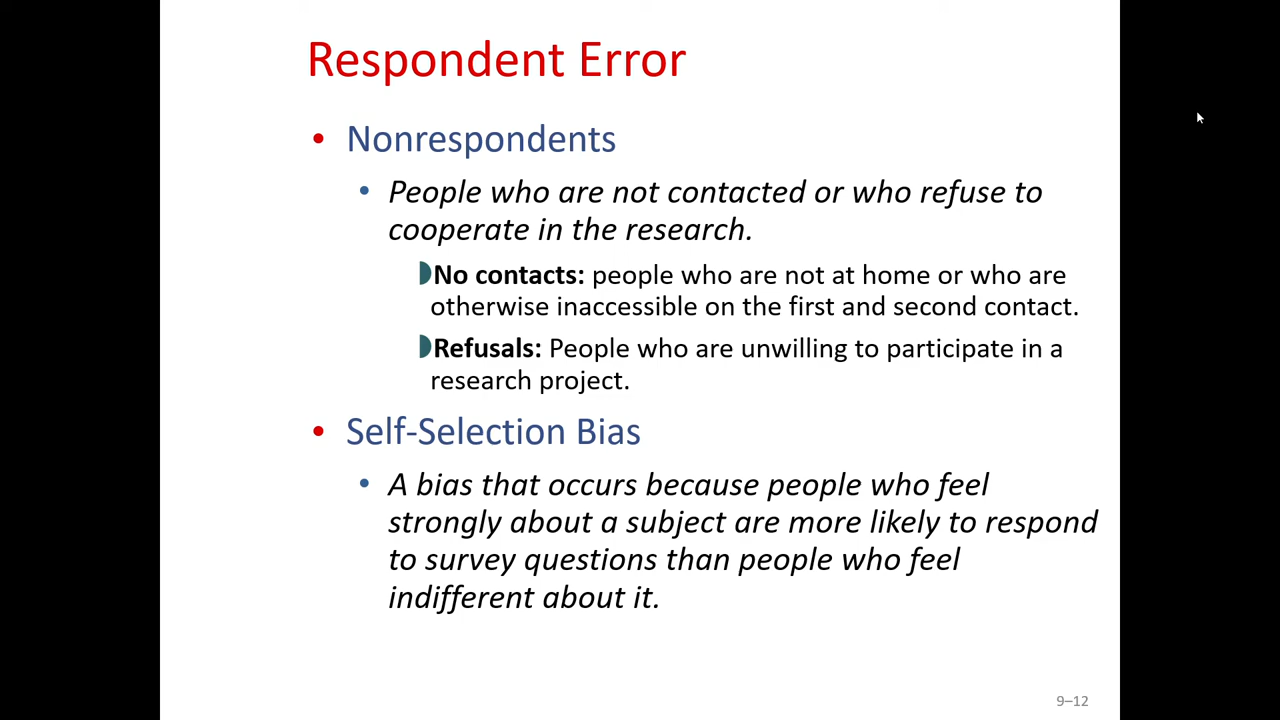 Respondent Error
• Nonrespondents
• People who are not contacted or who refuse to
cooperate in the research.
◗No contacts: people who are not at home or who are
otherwise inaccessible on the first and second contact.
◗Refusals: People who are unwilling to participate in a
research project.
• Self-Selection Bias
• A bias that occurs because people who feel
strongly about a subject are more likely to respond
to survey questions than people who feel
indifferent about it.
9–12